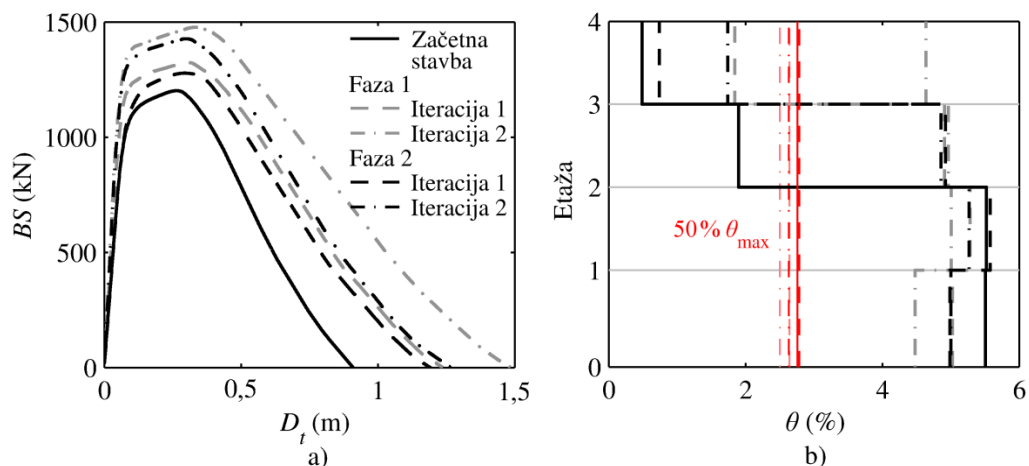 1500
1000
500
0
BS (kN)
0
0,5
1
1,5
D_t (m)
a)
Začetna
stavba
Faza 1
Iteracija 1
Iteracija 2
Faza 2
Iteracija 1
Iteracija 2
4
3
2
1
0
Etaža
50% θmax
0
2
4
6
θ (%)
b)